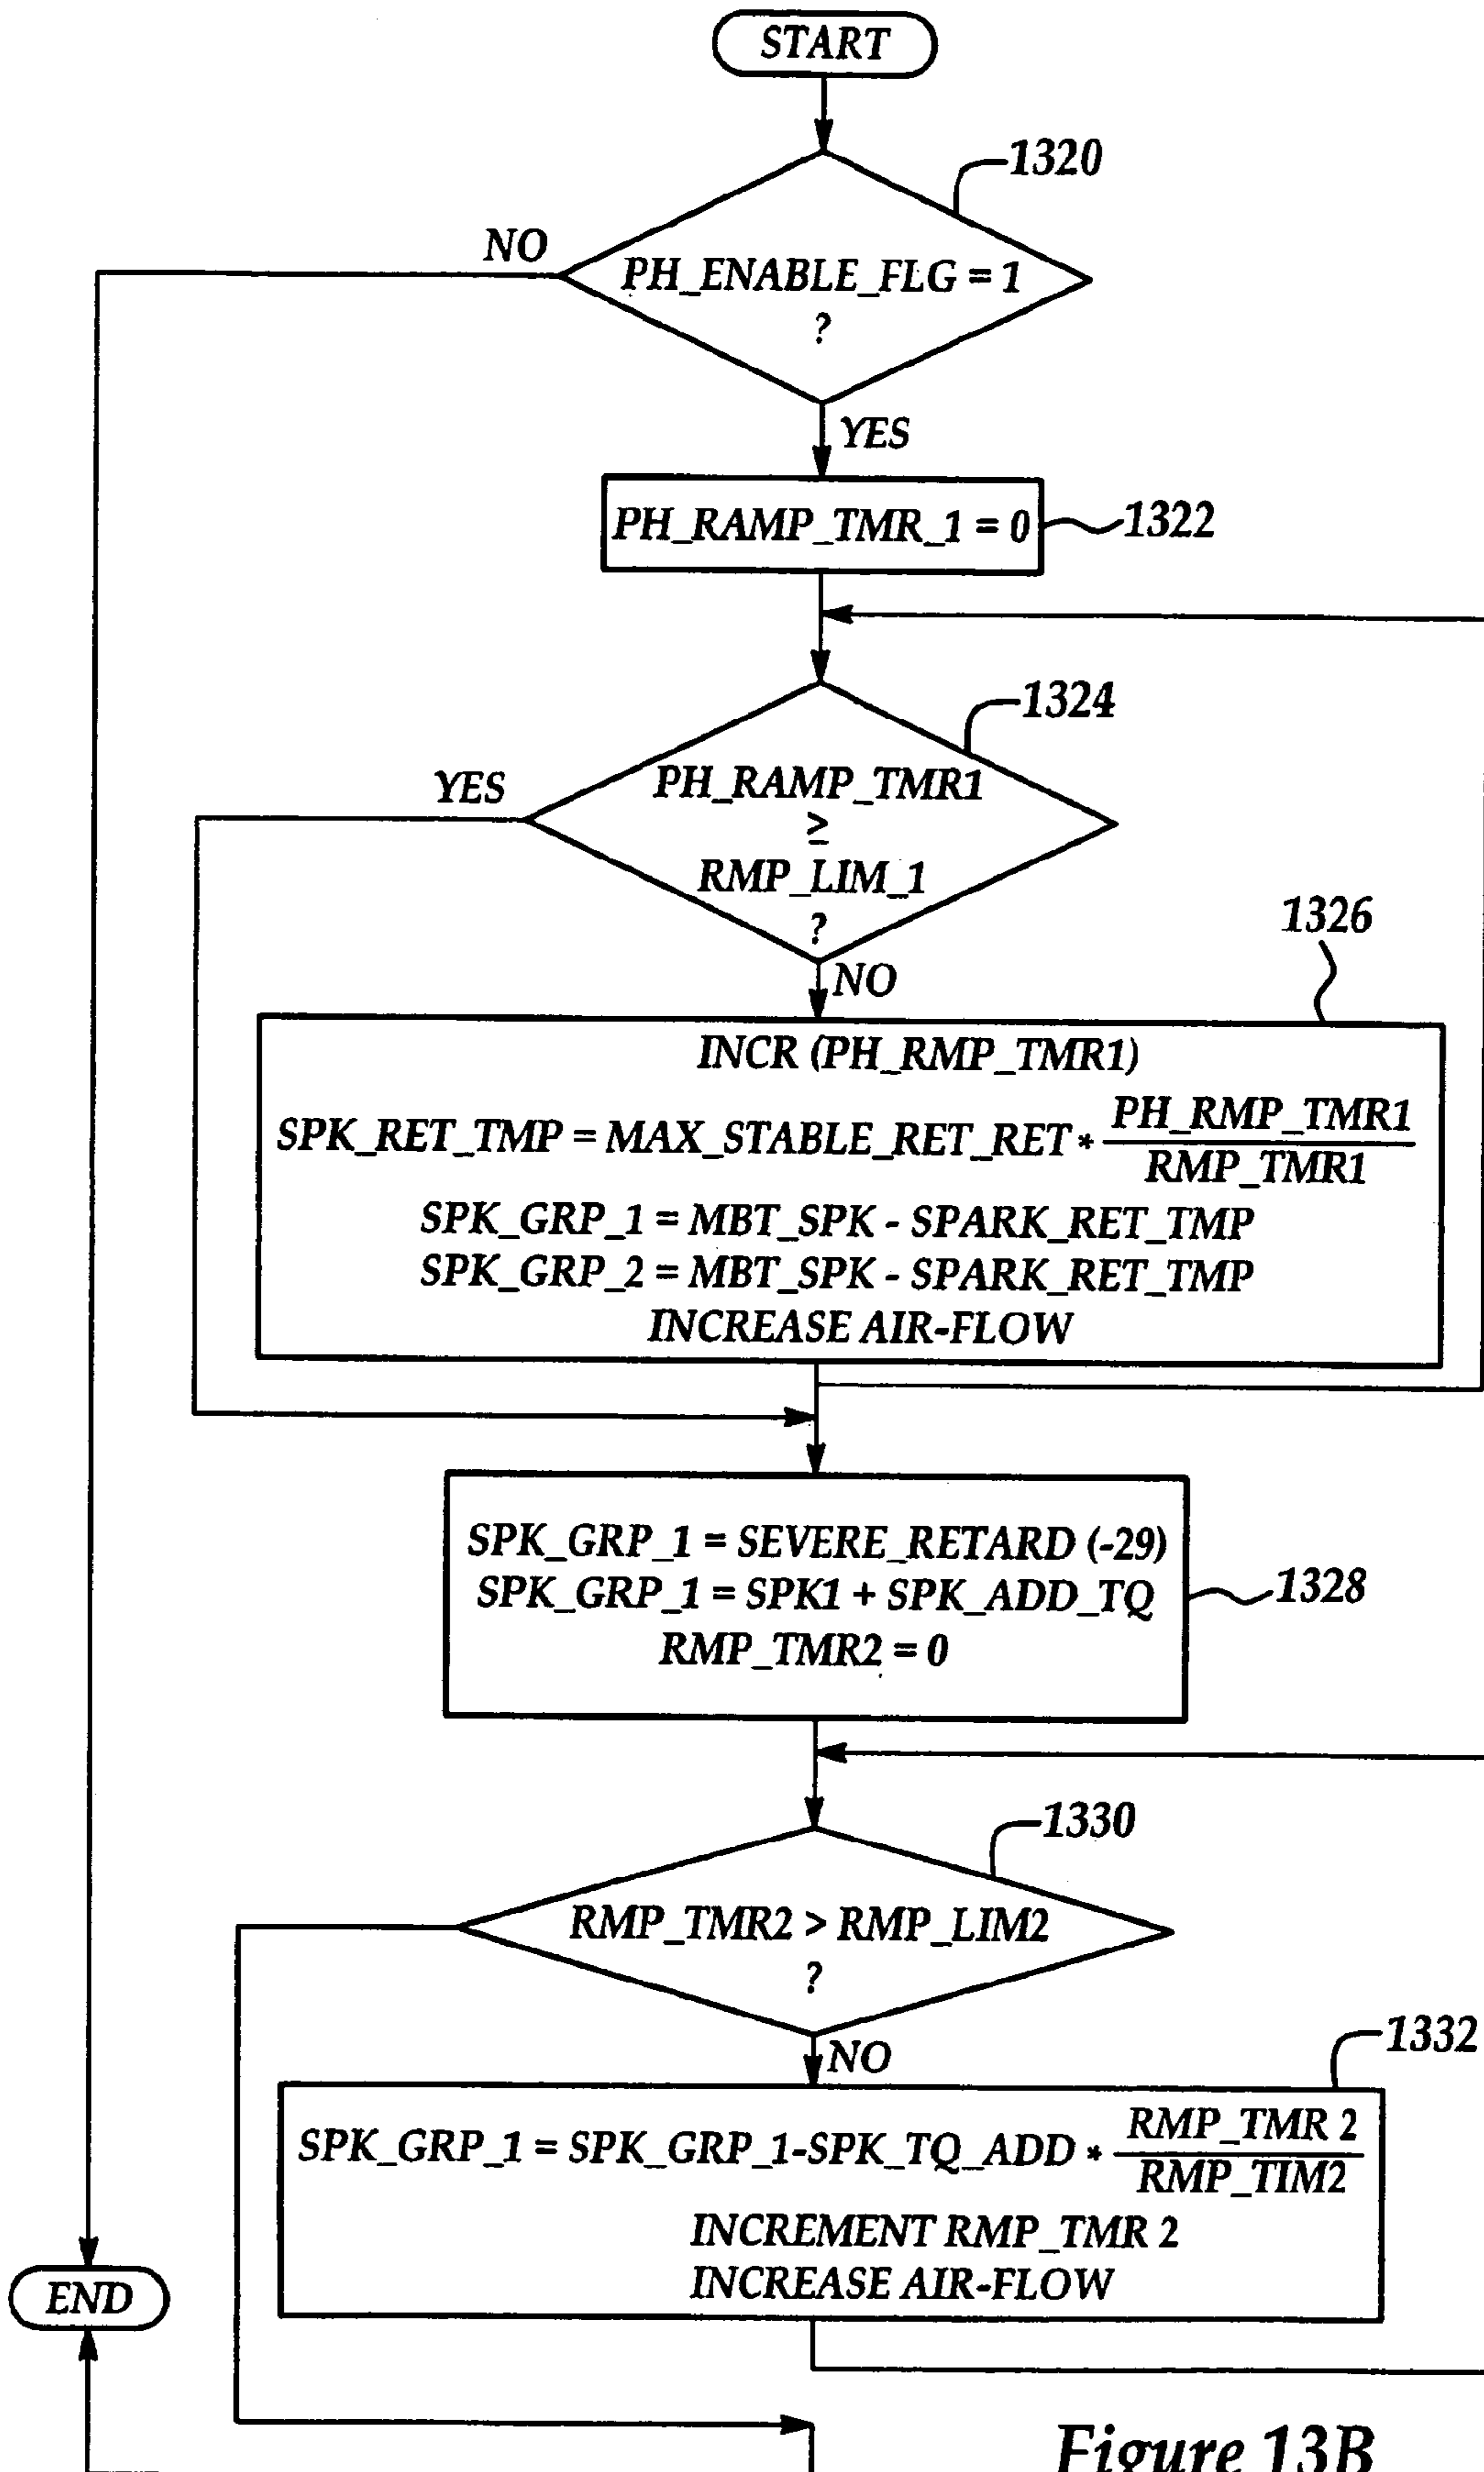 START
1320
NO
PH_ENABLE_FLG = 1
?
YES
PH_RAMP_TMR_1 = 0
1322
1324
YES
PH_RAMP_TMR1
≥
RMP_LIM_1
?
NO
1326
INCR (PH_RMP_TMR1)
SPK_RET_TMP = MAX_STABLE_RET_RET * PH_RMP_TMR1
RMP_TMR1
SPK_GRP_1 = MBT_SPK - SPARK_RET_TMP
SPK_GRP_2 = MBT_SPK - SPARK_RET_TMP
INCREASE AIR-FLOW
SPK_GRP_1 = SEVERE_RETARD (-29)
SPK_GRP_1 = SPK1 + SPK_ADD_TQ
RMP_TMR2 = 0
1328
1330
RMP_TMR2 > RMP_LIM2
?
NO
1332
SPK_GRP_1 = SPK_GRP_1-SPK_TQ_ADD * RMP_TMR 2
RMP_TIM2
INCREMENT RMP_TMR 2
INCREASE AIR-FLOW
END
Figure 13B